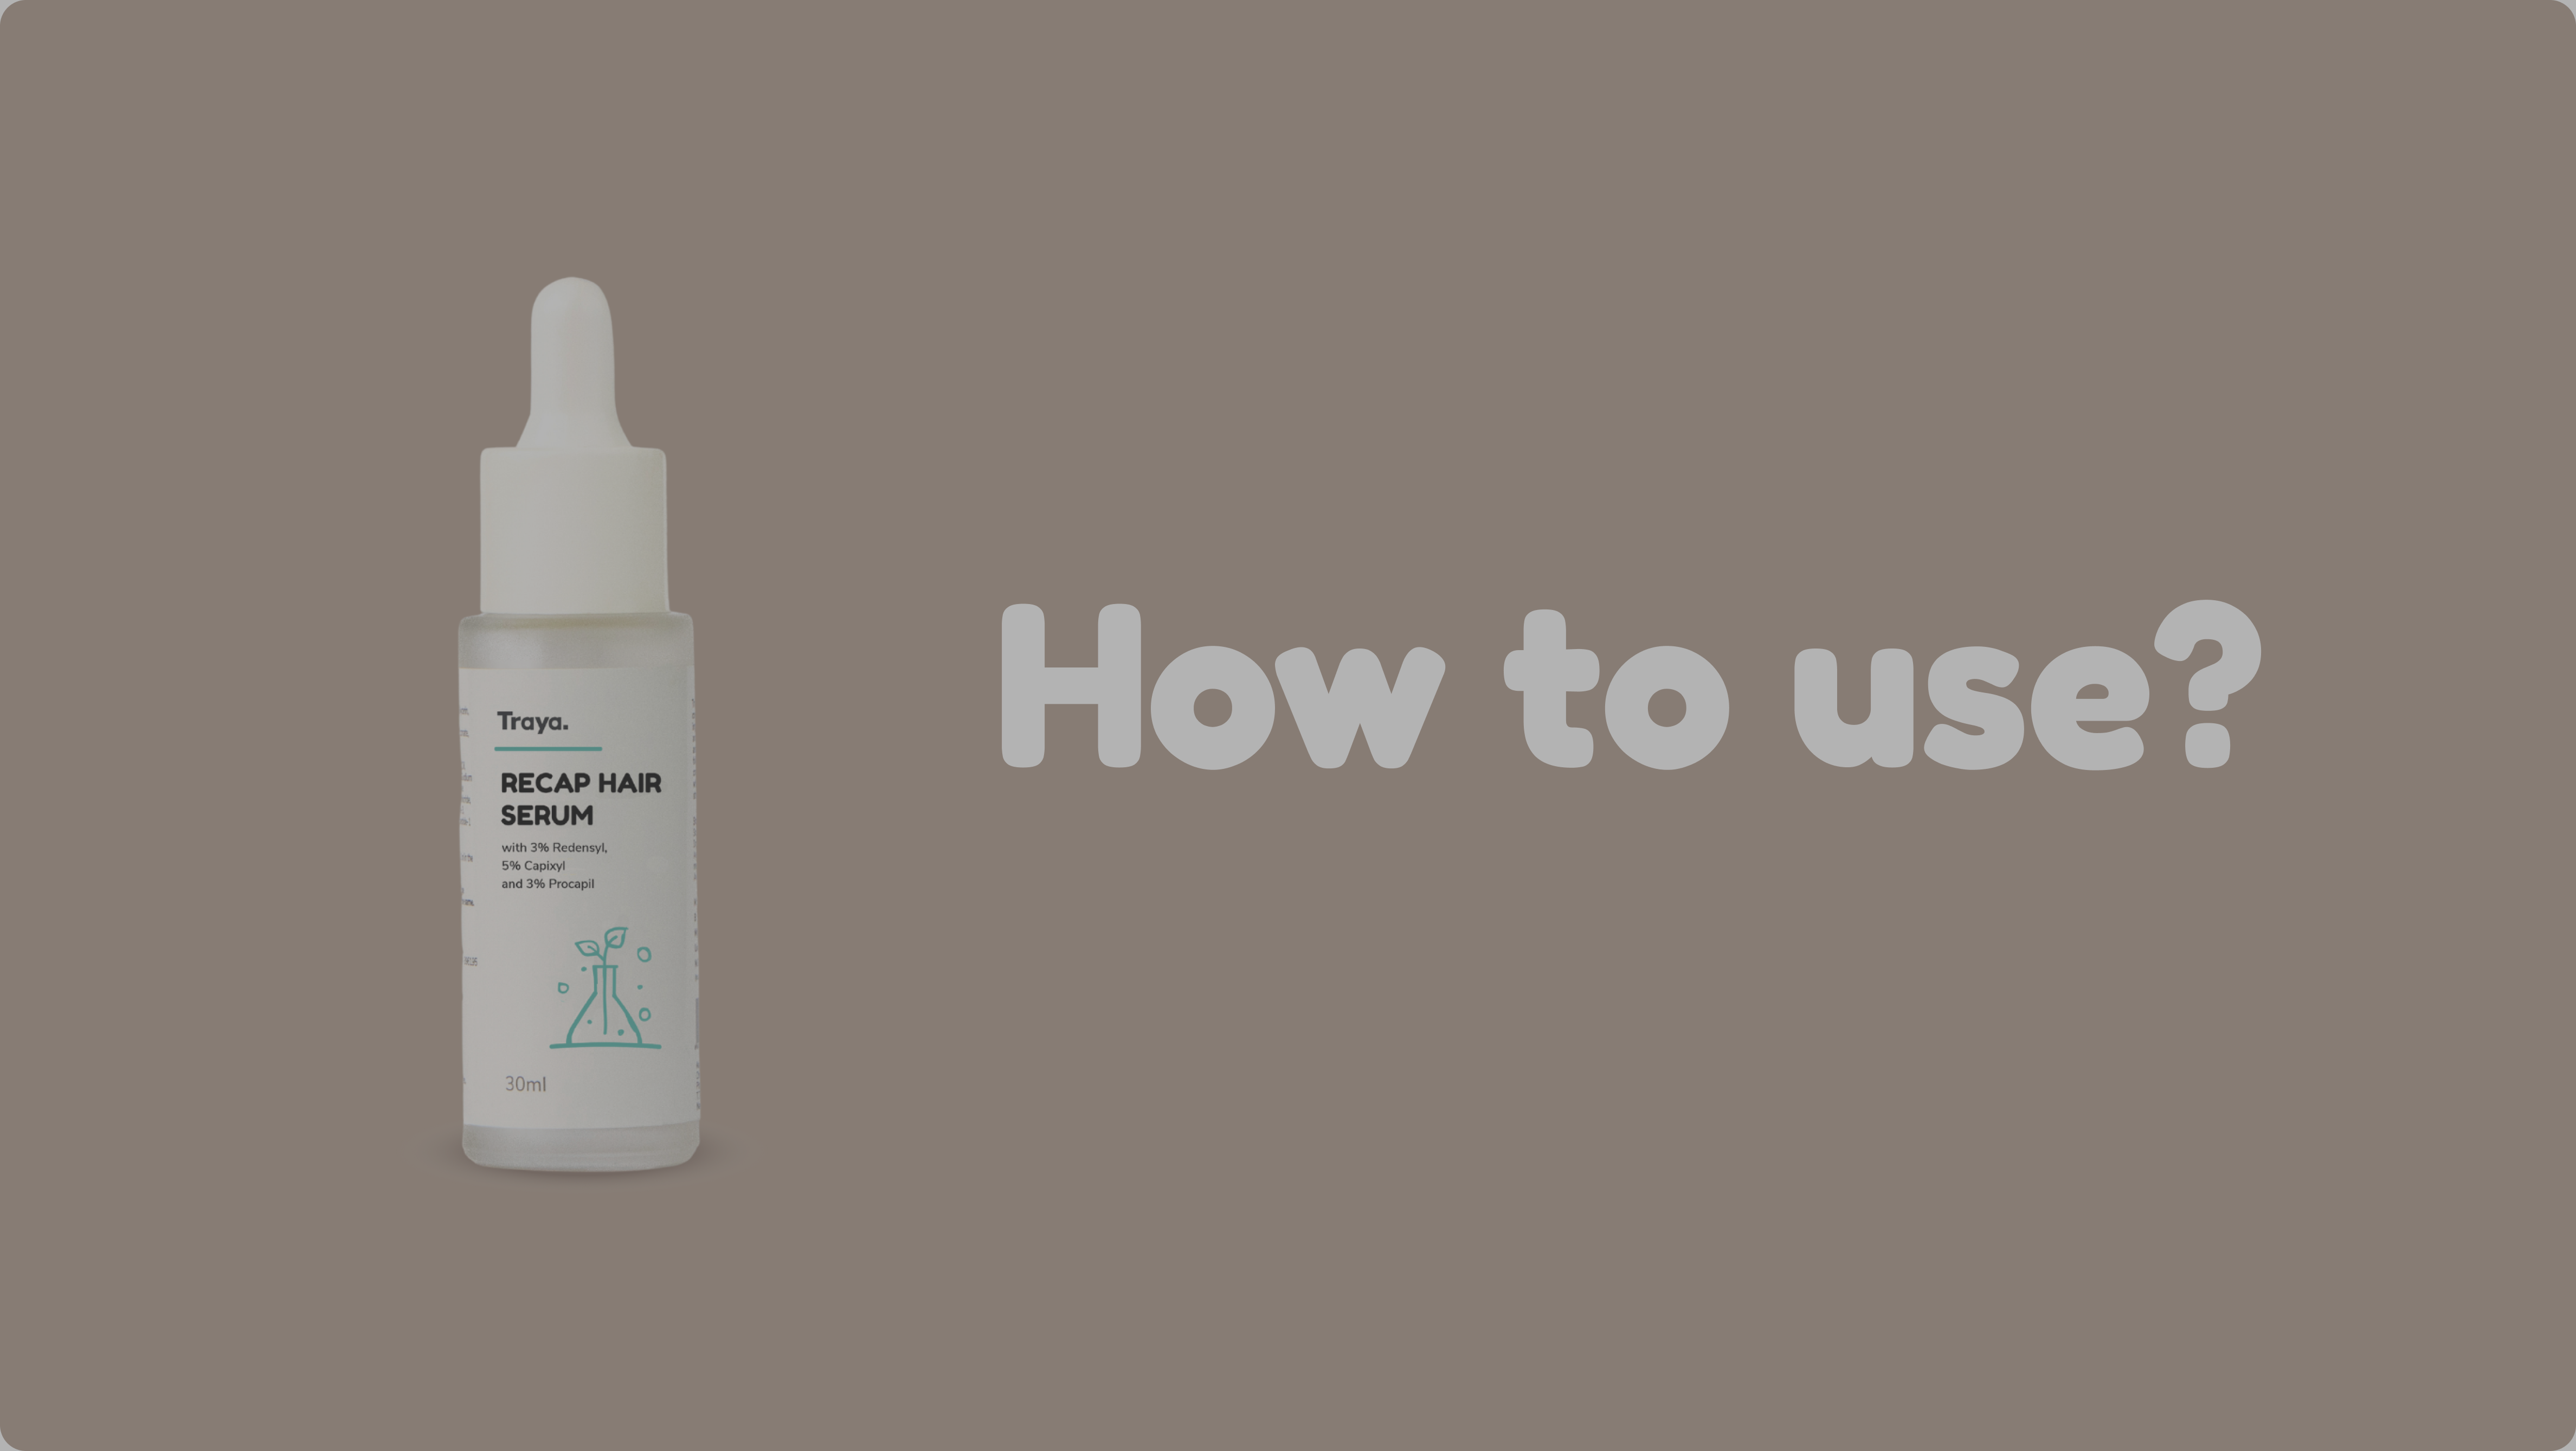 Traya.
RECAP HAIR
SERUM
with 3% Redensyl,
5% Capixyl
and 3% Procapil
30ml
How to use?